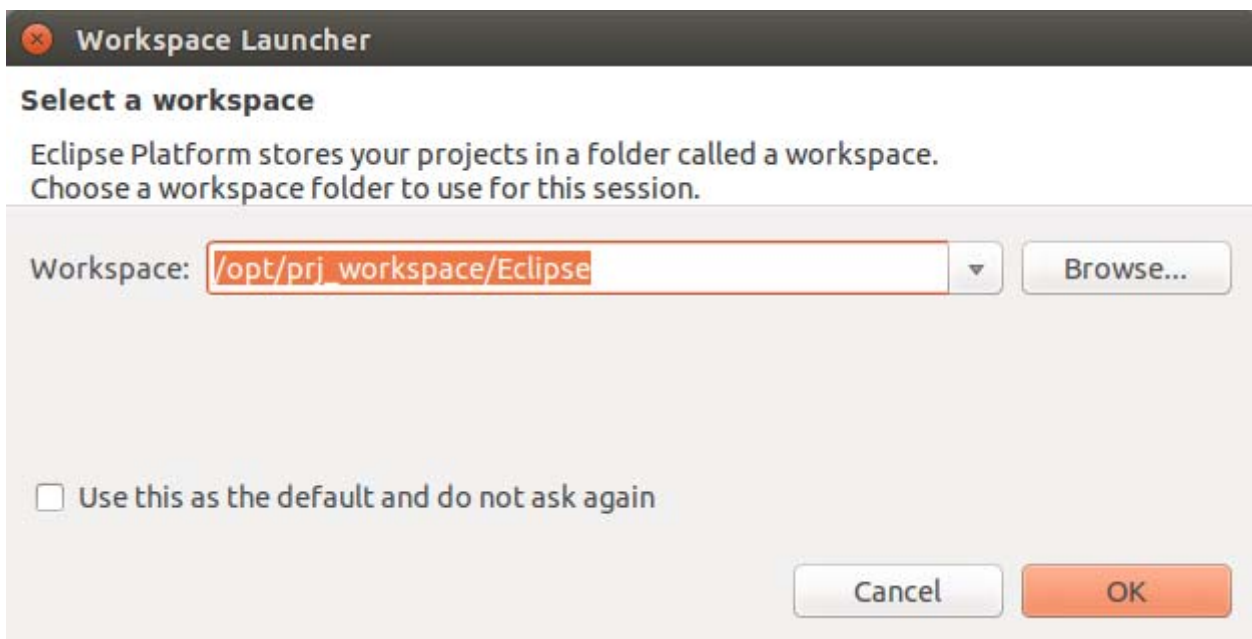 Workspace Launcher
Select a workspace
Eclipse Platform stores your projects in a folder called a workspace.
Choose a workspace folder to use for this session.
Workspace: /opt/prj_workspace/Eclipse Browse...
Use this as the default and do not ask again
Cancel OK